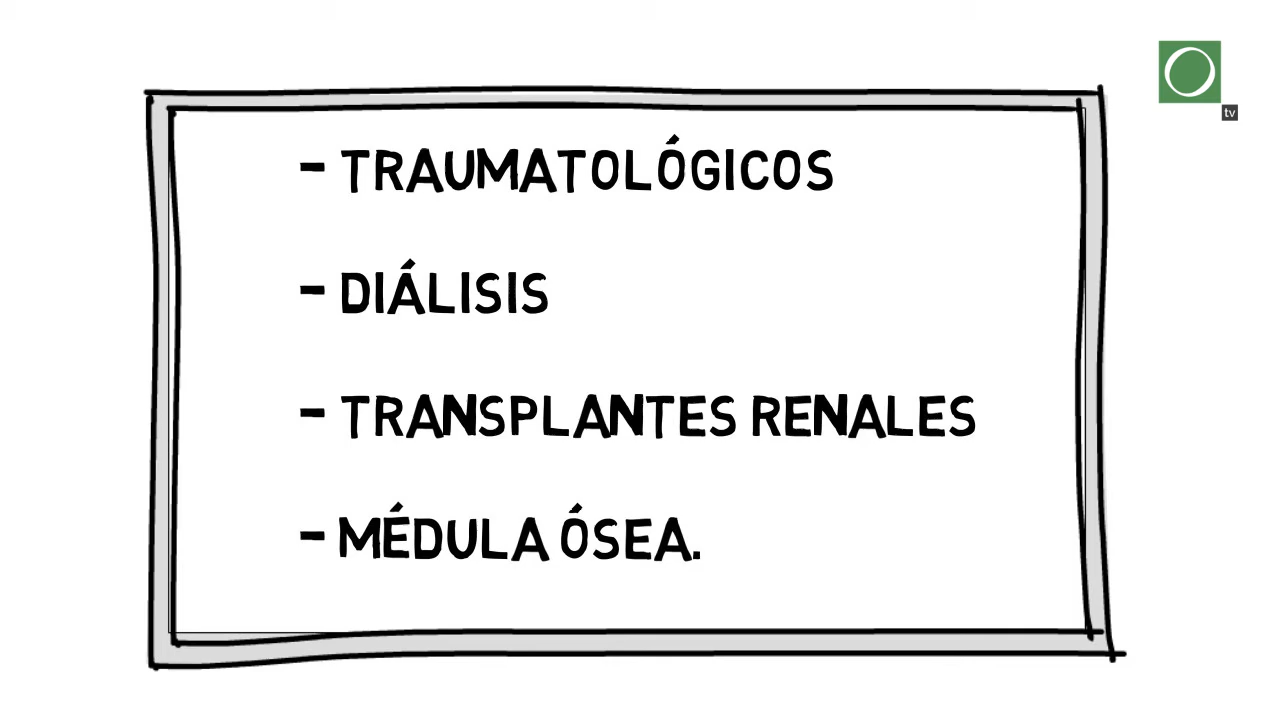 - TRAUMATOLÓGICOS
- DIÁLISIS
- TRANSPLANTES RENALES
- MÉDULA ÓSEA.
tv